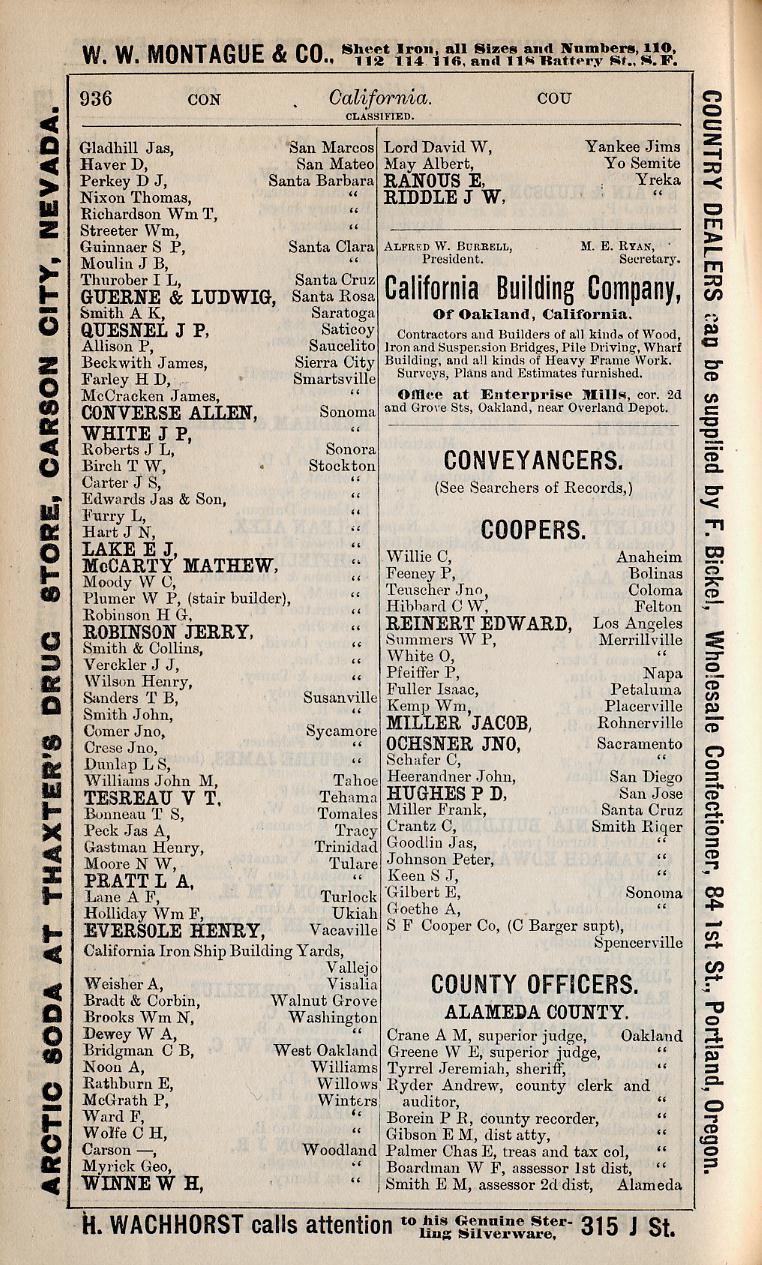 W. W. MONTAGUE & CO., Sheet Iron, all Sizes and Numbers, 110,
112 114 116, and 118 Battery St., S. F.
936 CON California. COU
CLASSIFIED.
Gladhill Jas, San Marcos
Haver D, San Mateo
Perkey D J, Santa Barbara
Nixon Thomas, "
Richardson Wm T, "
Streeter Wm, "
Guinnaer S P, Santa Clara
Moulin J B, "
Thurober I L, Santa Cruz
GUERNE & LUDWIG, Santa Rosa
Smith A K, Saratoga
QUESNEL J P, Saticoy
Allison P, Saucelito
Beckwith James, Sierra City
Farley H D, Smartsville
McCracken James, "
CONVERSE ALLEN, Sonoma
WHITE J P, "
Roberts J L, Sonora
Birch T W, Stockton
Carter J S, "
Edwards Jas & Son, "
Furry L, "
Hart J N, "
LAKE E J, "
McCARTY MATHEW, "
Moody W C, "
Plumer W P, (stair builder), "
Robinson H G, "
ROBINSON JERRY, "
Smith & Collins, "
Verckler J J, "
Wilson Henry, "
Sanders T B, Susanville
Smith John, "
Comer Jno, Sycamore
Crese Jno, "
Dunlap L S, "
Williams John M, Tahoe
TESREAU V T, Tehama
Bonneau T S, Tomales
Peck Jas A, Tracy
Gastman Henry, Trinidad
Moore N W, Tulare
PRATT L A, "
Lane A F, Turlock
Holliday Wm F, Ukiah
EVERSOLE HENRY, Vacaville
California Iron Ship Building Yards,
Vallejo
Weisher A, Visalia
Bradt & Corbin, Walnut Grove
Brooks Wm N, Washington
Dewey W A, "
Bridgman C B, West Oakland
Noon A, Williams
Rathburn E, Willows
McGrath P, Winters
Ward F, "
Wolfe C H, "
Carson —, Woodland
Myrick Geo, "
WINNE W H, "
Lord David W, Yankee Jims
May Albert, Yo Semite
RANOUS E, Yreka
RIDDLE J W, "
ALFRED W. BURRELL, M. E. RYAN,
President. Secretary.
California Building Company,
Of Oakland, California.
Contractors and Builders of all kinds of Wood,
Iron and Suspension Bridges, Pile Driving, Wharf
Building, and all kinds of Heavy Frame Work.
Surveys, Plans and Estimates furnished.
Office at Enterprise Mills, cor. 2d
and Grove Sts, Oakland, near Overland Depot.
CONVEYANCERS.
(See Searchers of Records,)
COOPERS.
Willie C, Anaheim
Feeney P, Bolinas
Teuscher Jno, Coloma
Hibbard C W, Felton
REINERT EDWARD, Los Angeles
Summers W P, Merrillville
White O, "
Pfeiffer P, Napa
Fuller Isaac, Petaluma
Kemp Wm, Placerville
MILLER JACOB, Rohnerville
OCHSNER JNO, Sacramento
Schafer C, "
Heerandner John, San Diego
HUGHES P D, San Jose
Miller Frank, Santa Cruz
Crantz C, Smith Riqer
Goodlin Jas, "
Johnson Peter, "
Keen S J, "
Gilbert E, Sonoma
Goethe A, "
S F Cooper Co, (C Barger supt),
Spencerville
COUNTY OFFICERS.
ALAMEDA COUNTY.
Crane A M, superior judge, Oakland
Greene W E, superior judge, "
Tyrrel Jeremiah, sheriff, "
Ryder Andrew, county clerk and
auditor, "
Borein P R, county recorder, "
Gibson E M, dist atty, "
Palmer Chas E, treas and tax col, "
Boardman W F, assessor 1st dist, "
Smith E M, assessor 2d dist, Alameda
H. WACHHORST calls attention to his Genuine Ster-
ling Silverware, 315 J St.
ARCTIC SODA AT THAXTER'S DRUG STORE, CARSON CITY, NEVADA.
COUNTRY DEALERS can be supplied by F. Bickel, Wholesale Confectioner, 84 1st St., Portland, Oregon.